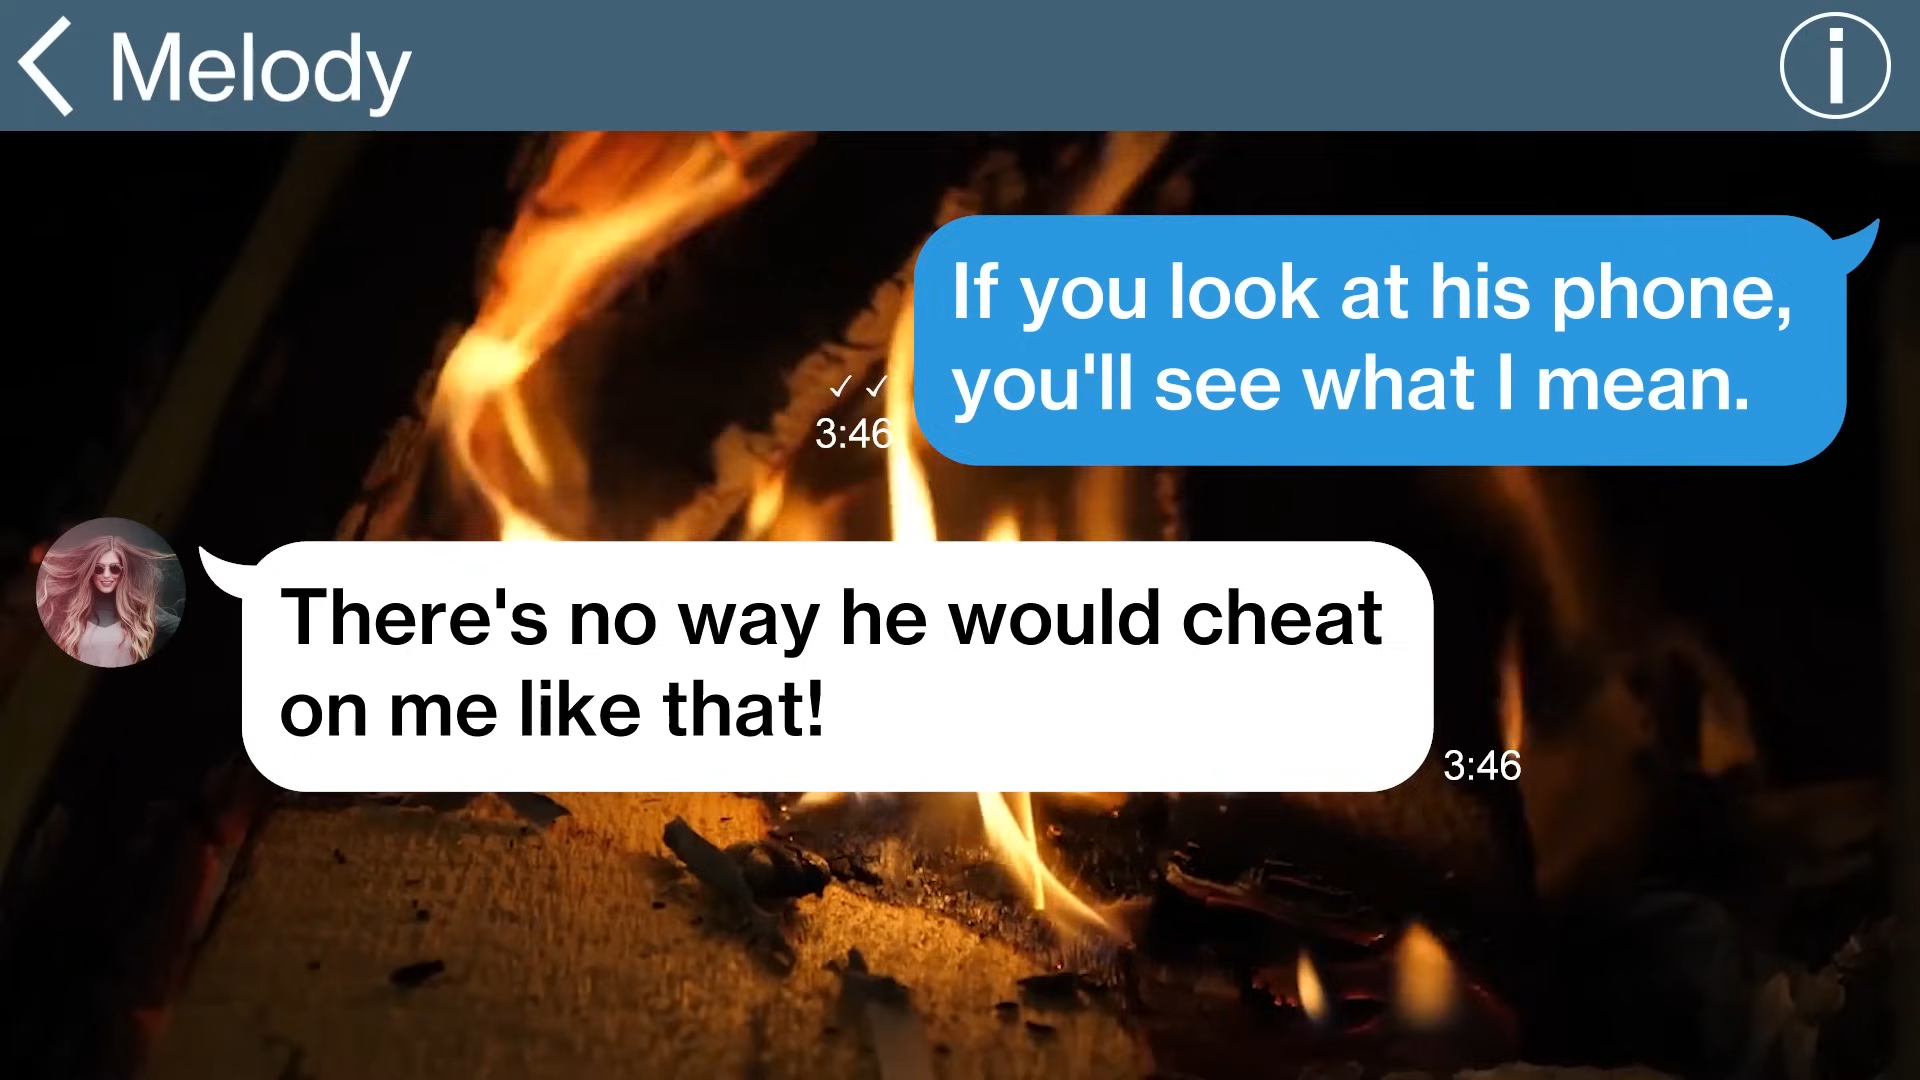 Melody
If you look at his phone,
you'll see what I mean.
✓✓
3:46
There's no way he would cheat
on me like that!
3:46